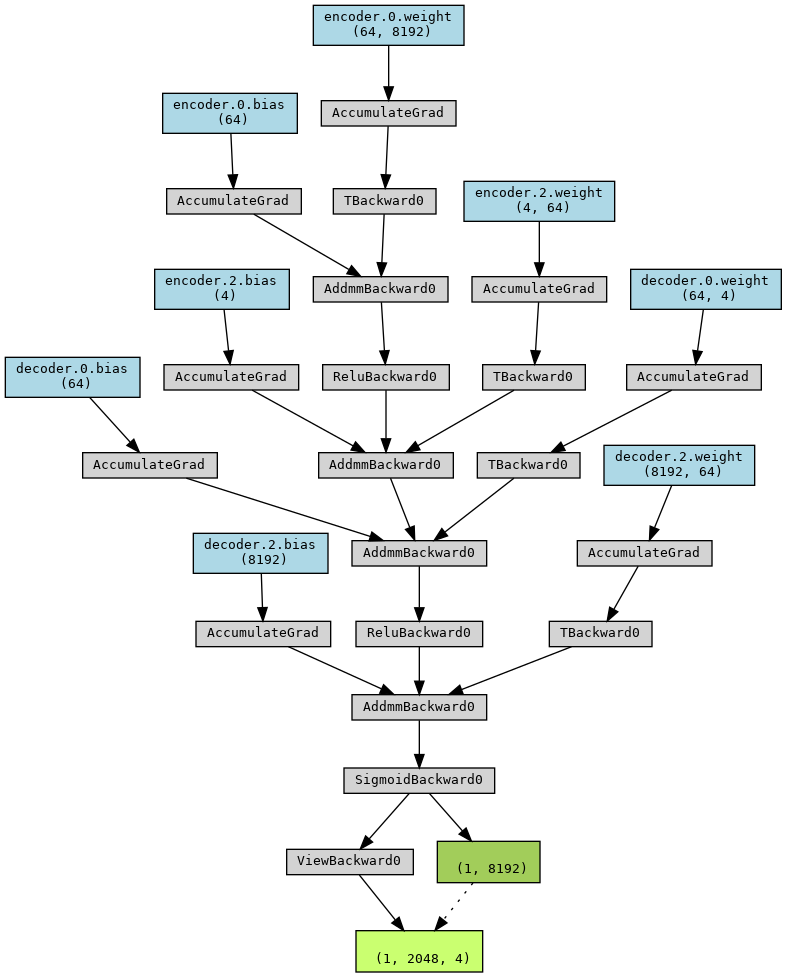 encoder.0.weight
(64, 8192)
encoder.0.bias
(64)
AccumulateGrad
AccumulateGrad
TBackward0
encoder.2.weight
(4, 64)
encoder.2.bias
(4)
AddmmBackward0
AccumulateGrad
decoder.0.weight
(64, 4)
decoder.0.bias
(64)
AccumulateGrad
ReluBackward0
TBackward0
AccumulateGrad
AccumulateGrad
AddmmBackward0
TBackward0
decoder.2.weight
(8192, 64)
decoder.2.bias
(8192)
AddmmBackward0
AccumulateGrad
AccumulateGrad
ReluBackward0
TBackward0
AddmmBackward0
SigmoidBackward0
ViewBackward0
(1, 8192)
(1, 2048, 4)